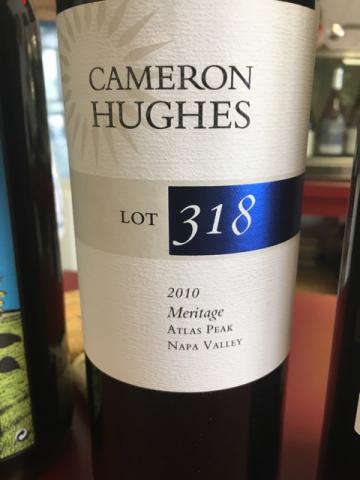 CAMERON
HUGHES
LOT 318
2010
Meritage
ATLAS PEAK
NAPA VALLEY